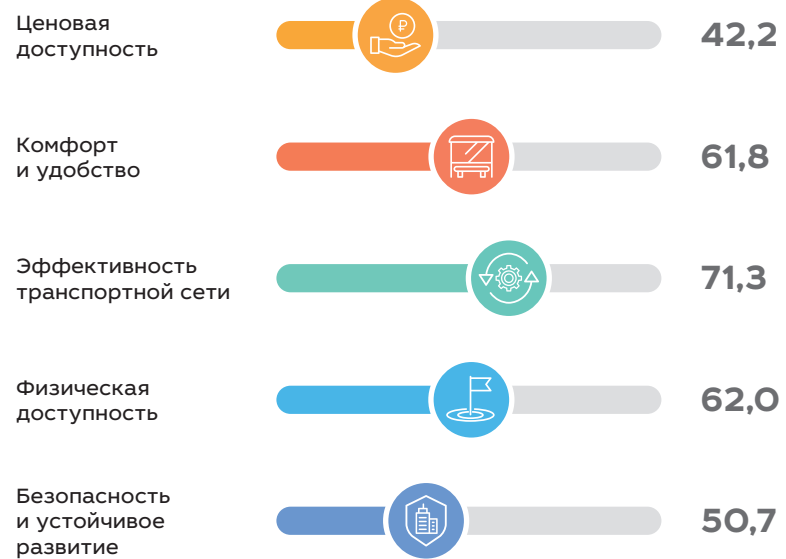 Ценовая
доступность
42,2
Комфорт
и удобство
61,8
Эффективность
транспортной сети
71,3
Физическая
доступность
62,0
Безопасность
и устойчивое
развитие
50,7